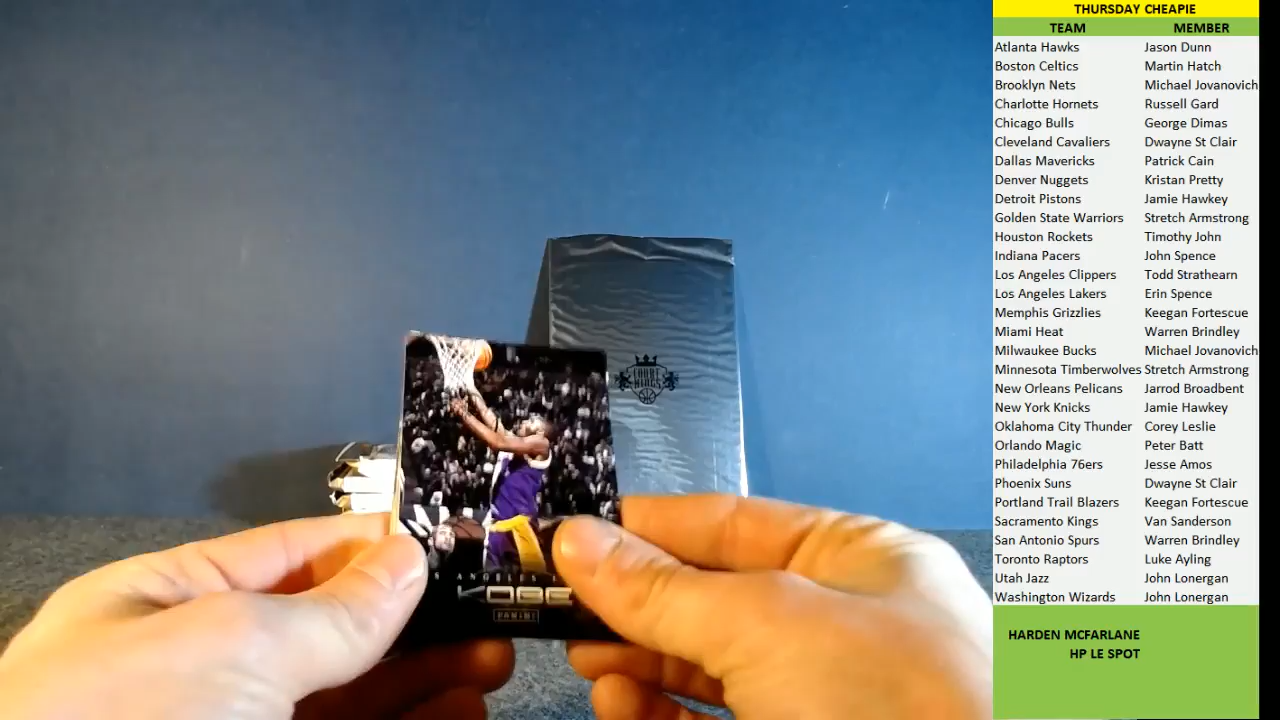 COURT
KINGS
KOBE
PANINI
THURSDAY CHEAPIE
TEAM MEMBER
Atlanta Hawks Jason Dunn
Boston Celtics Martin Hatch
Brooklyn Nets Michael Jovanovich
Charlotte Hornets Russell Gard
Chicago Bulls George Dimas
Cleveland Cavaliers Dwayne St Clair
Dallas Mavericks Patrick Cain
Denver Nuggets Kristan Pretty
Detroit Pistons Jamie Hawkey
Golden State Warriors Stretch Armstrong
Houston Rockets Timothy John
Indiana Pacers John Spence
Los Angeles Clippers Todd Strathearn
Los Angeles Lakers Erin Spence
Memphis Grizzlies Keegan Fortescue
Miami Heat Warren Brindley
Milwaukee Bucks Michael Jovanovich
Minnesota Timberwolves Stretch Armstrong
New Orleans Pelicans Jarrod Broadbent
New York Knicks Jamie Hawkey
Oklahoma City Thunder Corey Leslie
Orlando Magic Peter Batt
Philadelphia 76ers Jesse Amos
Phoenix Suns Dwayne St Clair
Portland Trail Blazers Keegan Fortescue
Sacramento Kings Van Sanderson
San Antonio Spurs Warren Brindley
Toronto Raptors Luke Ayling
Utah Jazz John Lonergan
Washington Wizards John Lonergan
HARDEN MCFARLANE
HP LE SPOT